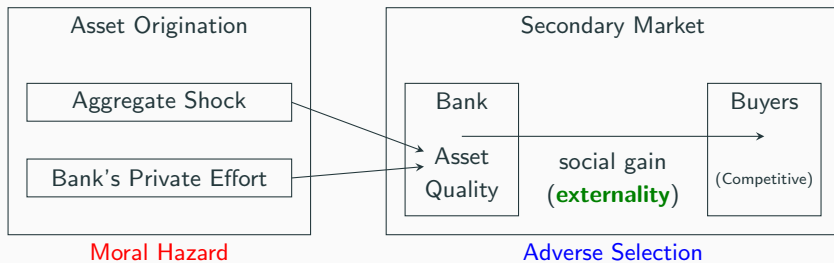 Asset Origination
Aggregate Shock
Bank's Private Effort
Moral Hazard
Secondary Market
Bank
Asset
Quality
social gain
(externality)
Buyers
(Competitive)
Adverse Selection